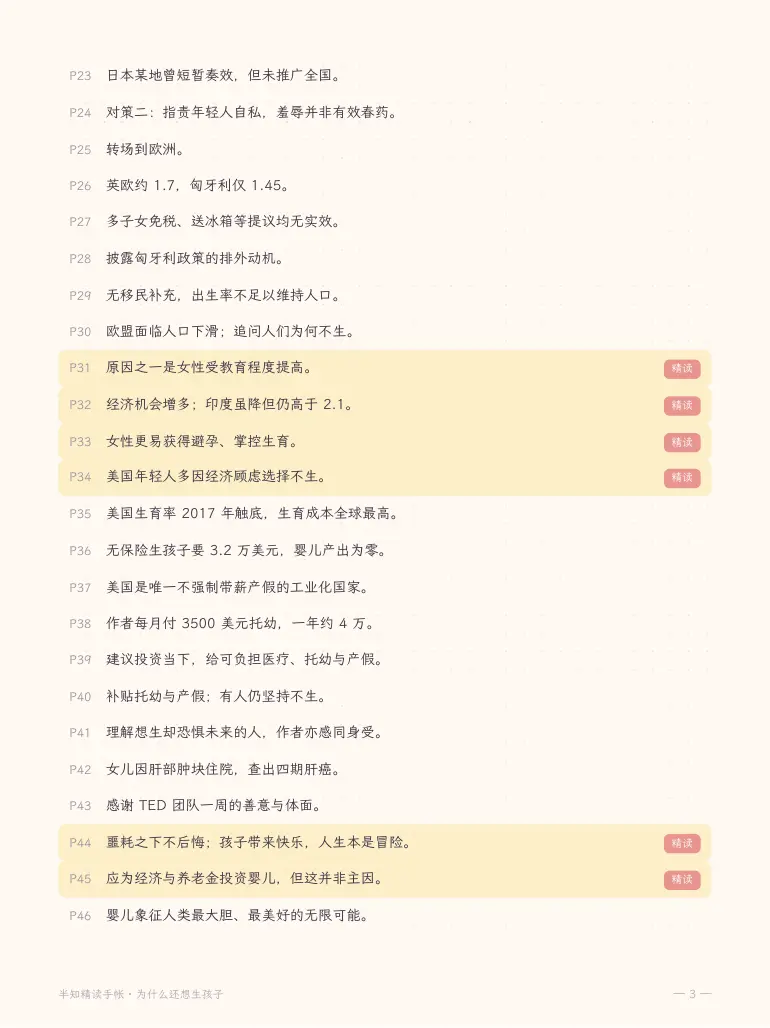 P23 日本某地曾短暂奏效，但未推广全国。
P24 对策二：指责年轻人自私，羞辱并非有效春药。
P25 转场到欧洲。
P26 英欧约 1.7，匈牙利仅 1.45。
P27 多子女免税、送冰箱等提议均无实效。
P28 披露匈牙利政策的排外动机。
P29 无移民补充，出生率不足以维持人口。
P30 欧盟面临人口下滑；追问人们为何不生。
P31 原因之一是女性受教育程度提高。 精读
P32 经济机会增多；印度虽降但仍高于 2.1。 精读
P33 女性更易获得避孕、掌控生育。 精读
P34 美国年轻人多因经济顾虑选择不生。 精读
P35 美国生育率 2017 年触底，生育成本全球最高。
P36 无保险生孩子要 3.2 万美元，婴儿产出为零。
P37 美国是唯一不强制带薪产假的工业化国家。
P38 作者每月付 3500 美元托幼，一年约 4 万。
P39 建议投资当下，给可负担医疗、托幼与产假。
P40 补贴托幼与产假；有人仍坚持不生。
P41 理解想生却恐惧未来的人，作者亦感同身受。
P42 女儿因肝部肿块住院，查出四期肝癌。
P43 感谢 TED 团队一周的善意与体面。
P44 噩耗之下不后悔；孩子带来快乐，人生本是冒险。 精读
P45 应为经济与养老金投资婴儿，但这并非主因。 精读
P46 婴儿象征人类最大胆、最美好的无限可能。
半知精读手帐·为什么还想生孩子 — 3 —